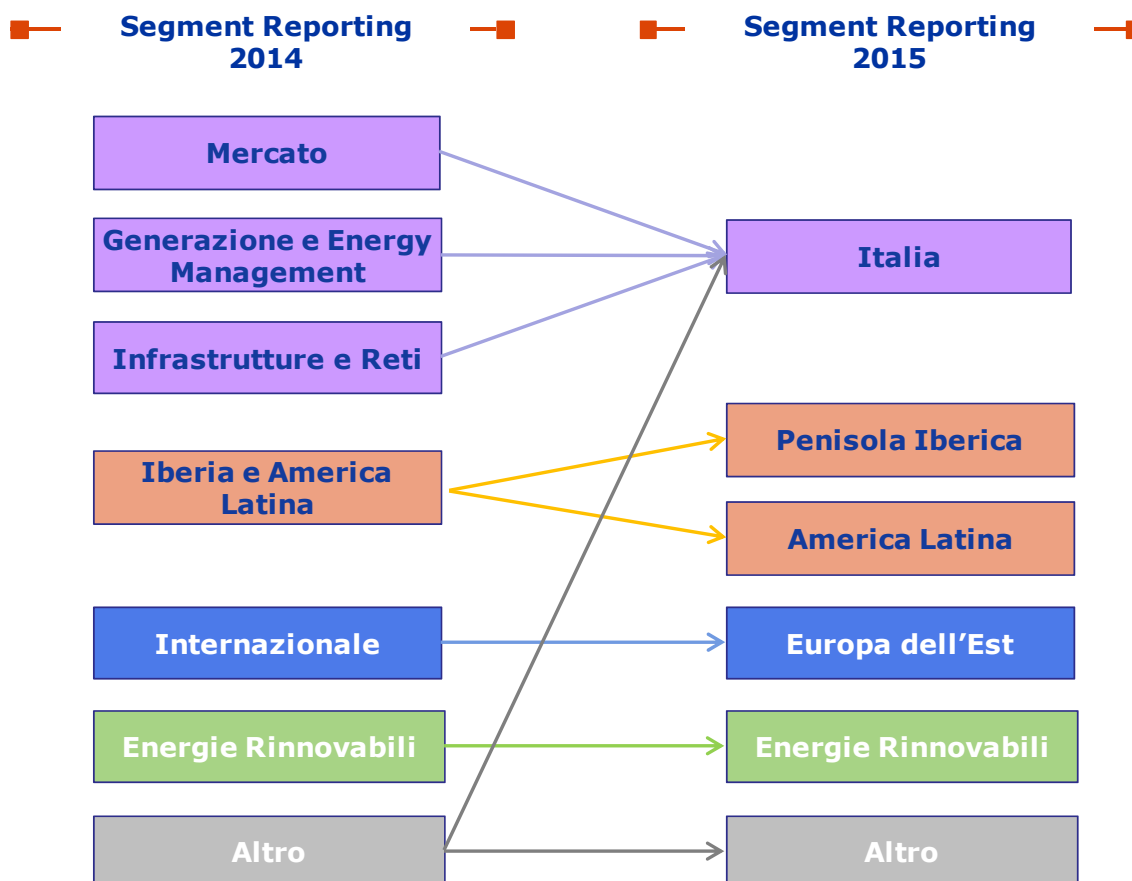 Segment Reporting
2014
Segment Reporting
2015
Mercato
Generazione e Energy
Management
Infrastrutture e Reti
Iberia e America
Latina
Internazionale
Energie Rinnovabili
Altro
Italia
Penisola Iberica
America Latina
Europa dell’Est
Energie Rinnovabili
Altro